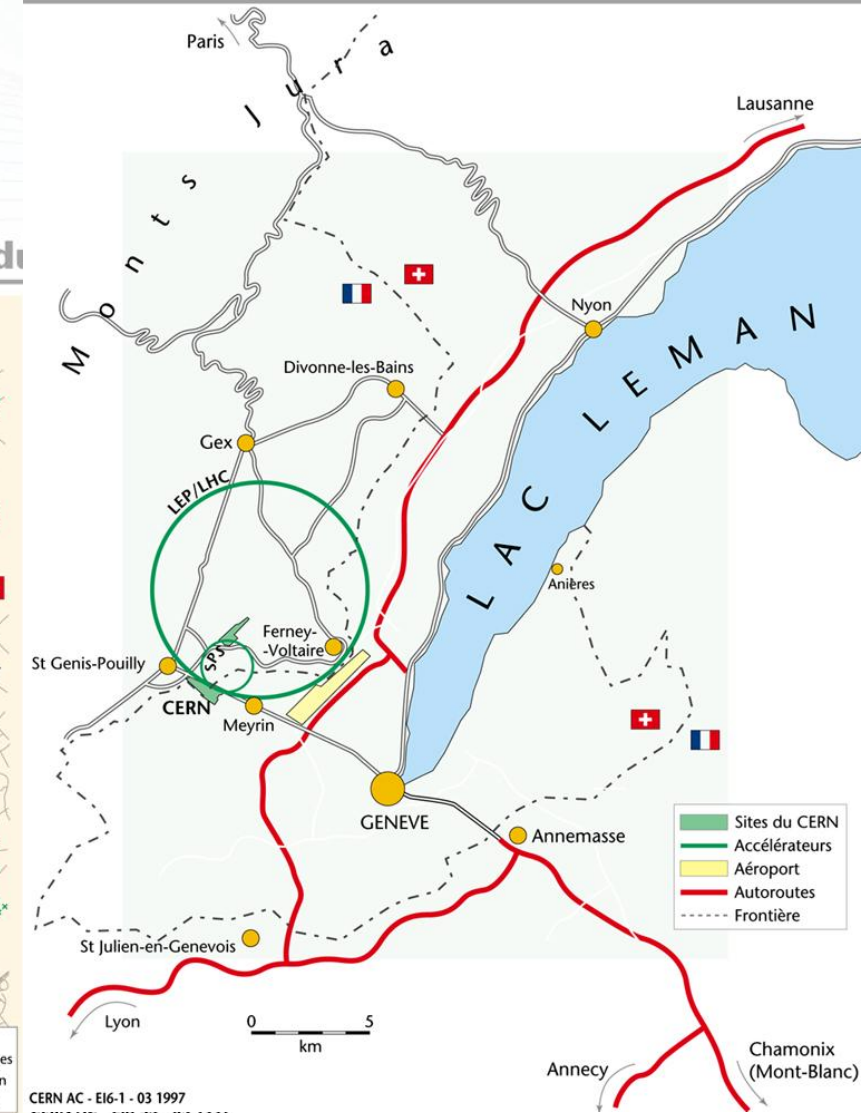 Paris
Monts Jura
Lausanne
Nyon
Divonne-les-Bains
Gex
LAC LEMAN
LEP/LHC
Anières
Ferney-
-Voltaire
SPS
St Genis-Pouilly
CERN
Meyrin
GENEVE
Annemasse
Sites du CERN
Accélérateurs
Aéroport
Autoroutes
Frontière
St Julien-en-Genevois
Lyon
0 5
km
Annecy
Chamonix
(Mont-Blanc)
CERN AC - EI6-1 - 03 1997